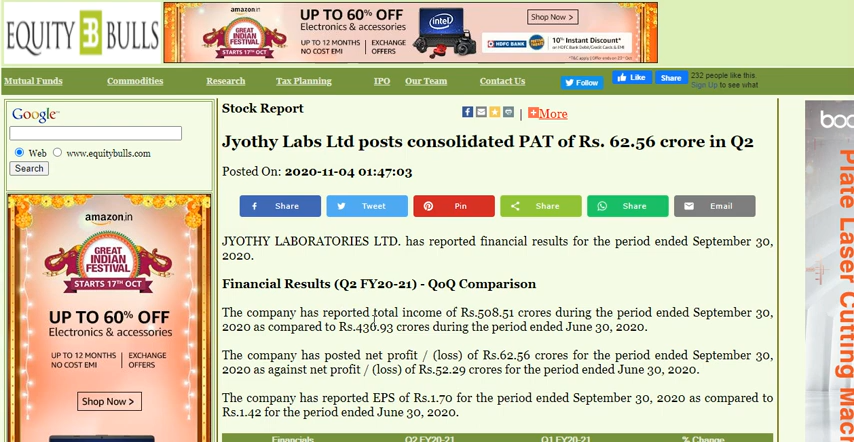 EQUITY BULLS
amazon.in
GREAT INDIAN FESTIVAL
STARTS 17TH OCT
UP TO 60% OFF
Electronics & accessories
UP TO 12 MONTHS NO COST EMI
EXCHANGE OFFERS
intel
Shop Now >
HDFC BANK
10% Instant Discount*
Mutual Funds Commodities Research Tax Planning IPO Our Team Contact Us
Follow
Like Share
232 people like this.
Sign Up to see what
Google™
Web www.equitybulls.com
Search
amazon.in
GREAT INDIAN FESTIVAL
STARTS 17 OCT
UP TO 60% OFF
Electronics & accessories
UP TO 12 MONTHS NO COST EMI
EXCHANGE OFFERS
Shop Now >
Stock Report
| More
Jyothy Labs Ltd posts consolidated PAT of Rs. 62.56 crore in Q2
Posted On: 2020-11-04 01:47:03
Share Tweet Pin Share Share Email
JYOTHY LABORATORIES LTD. has reported financial results for the period ended September 30,
2020.
Financial Results (Q2 FY20-21) - QoQ Comparison
The company has reported total income of Rs.508.51 crores during the period ended September 30,
2020 as compared to Rs.436.93 crores during the period ended June 30, 2020.
The company has posted net profit / (loss) of Rs.62.56 crores for the period ended September 30,
2020 as against net profit / (loss) of Rs.52.29 crores for the period ended June 30, 2020.
The company has reported EPS of Rs.1.70 for the period ended September 30, 2020 as compared to
Rs.1.42 for the period ended June 30, 2020.
Financials Q2 FY20-21 Q1 FY20-21 % Change
Plate Laser Cutting Mac